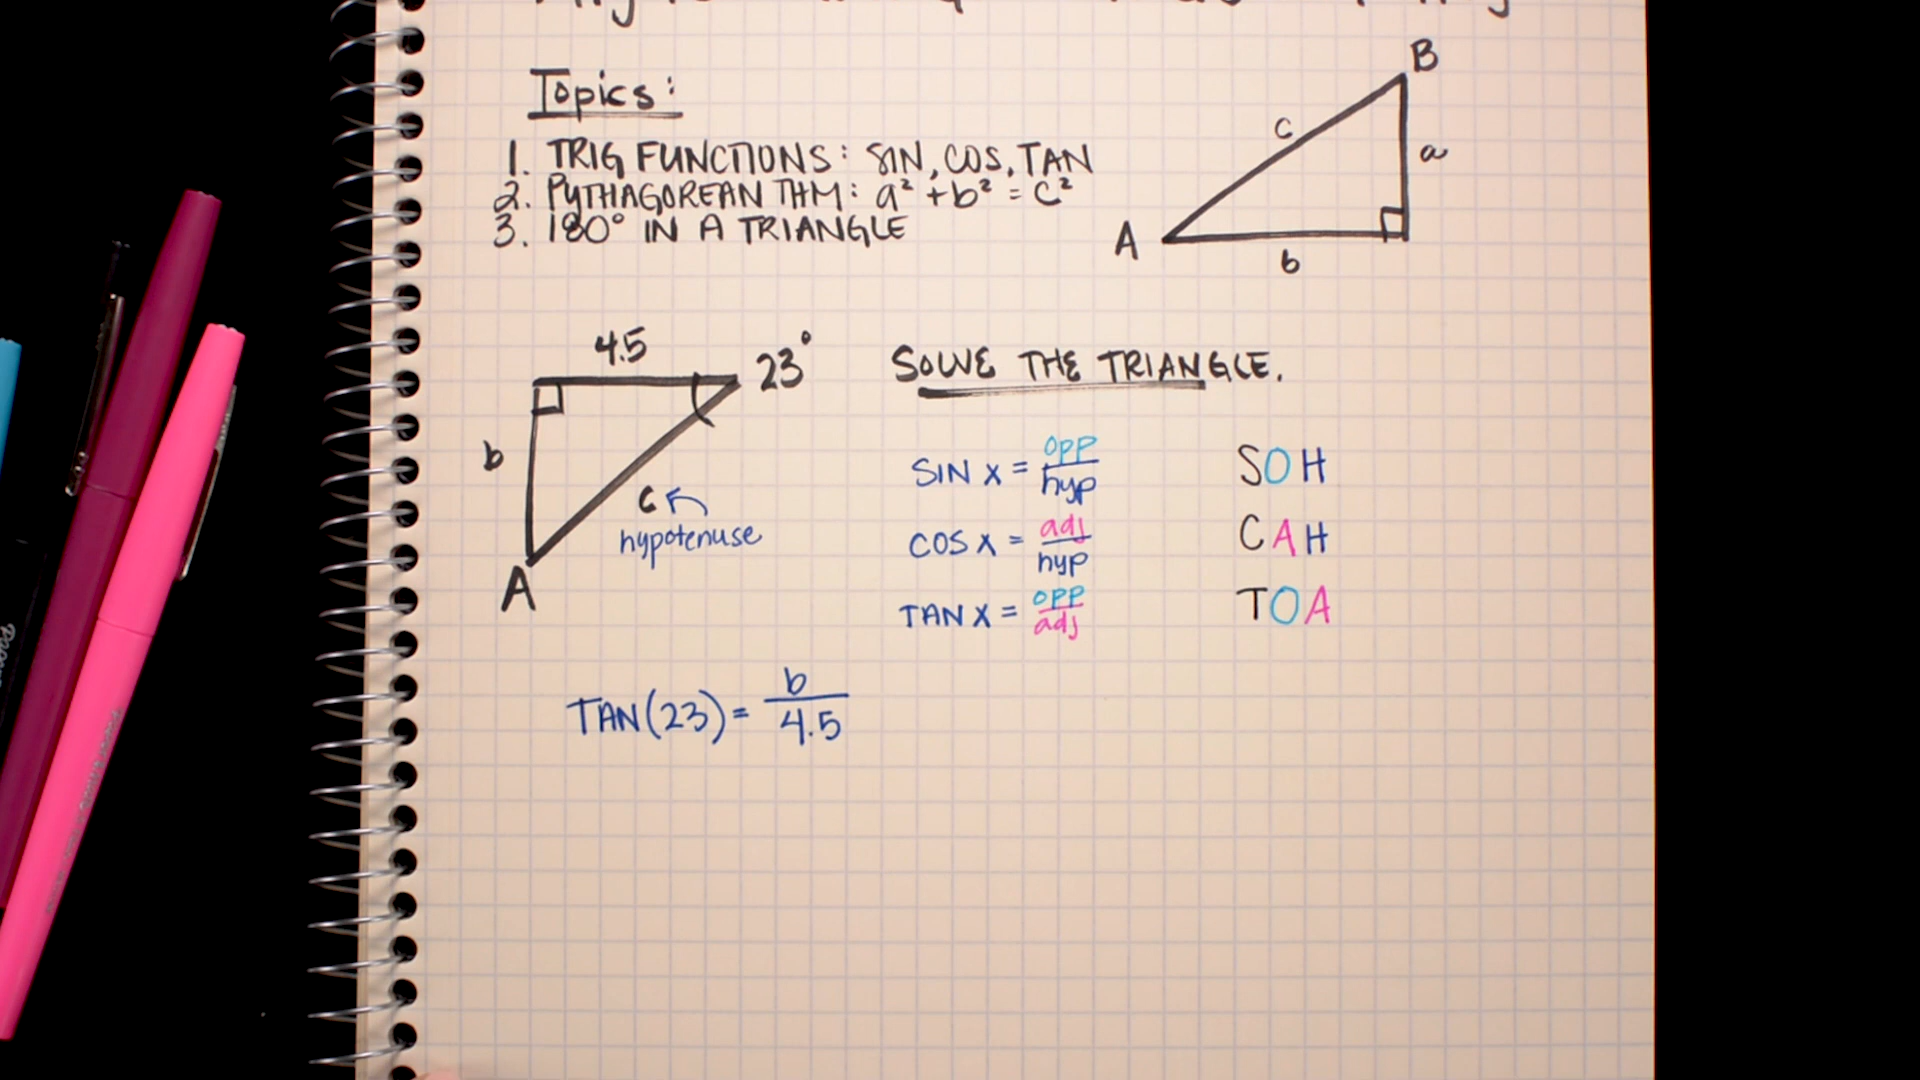 Topics:
1. TRIG FUNCTIONS: SIN, COS, TAN
2. PYTHAGOREAN THM: a² + b² = c²
3. 180° IN A TRIANGLE
B
c
a
A
b
4.5
23°
b
c
hypotenuse
A
SOLVE THE TRIANGLE.
SIN X = opp/hyp
SOH
COS X = adj/hyp
CAH
TAN X = opp/adj
TOA
TAN(23) = b/4.5